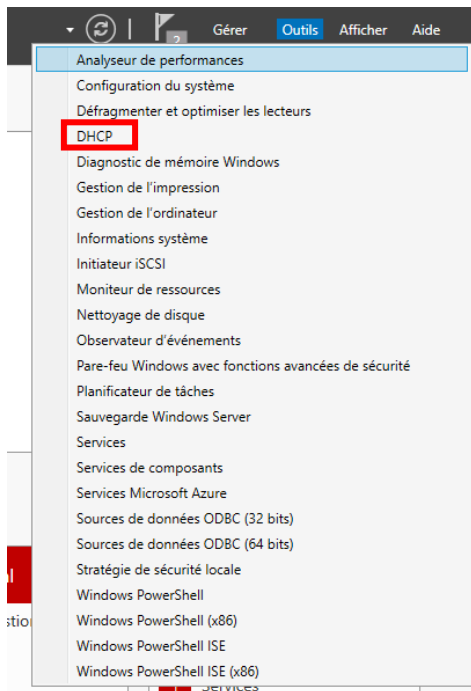 Gérer Outils Afficher Aide
2
Analyseur de performances
Configuration du système
Défragmenter et optimiser les lecteurs
DHCP
Diagnostic de mémoire Windows
Gestion de l'impression
Gestion de l'ordinateur
Informations système
Initiateur iSCSI
Moniteur de ressources
Nettoyage de disque
Observateur d'événements
Pare-feu Windows avec fonctions avancées de sécurité
Planificateur de tâches
Sauvegarde Windows Server
Services
Services de composants
Services Microsoft Azure
Sources de données ODBC (32 bits)
Sources de données ODBC (64 bits)
Stratégie de sécurité locale
Windows PowerShell
Windows PowerShell (x86)
Windows PowerShell ISE
Windows PowerShell ISE (x86)
Services